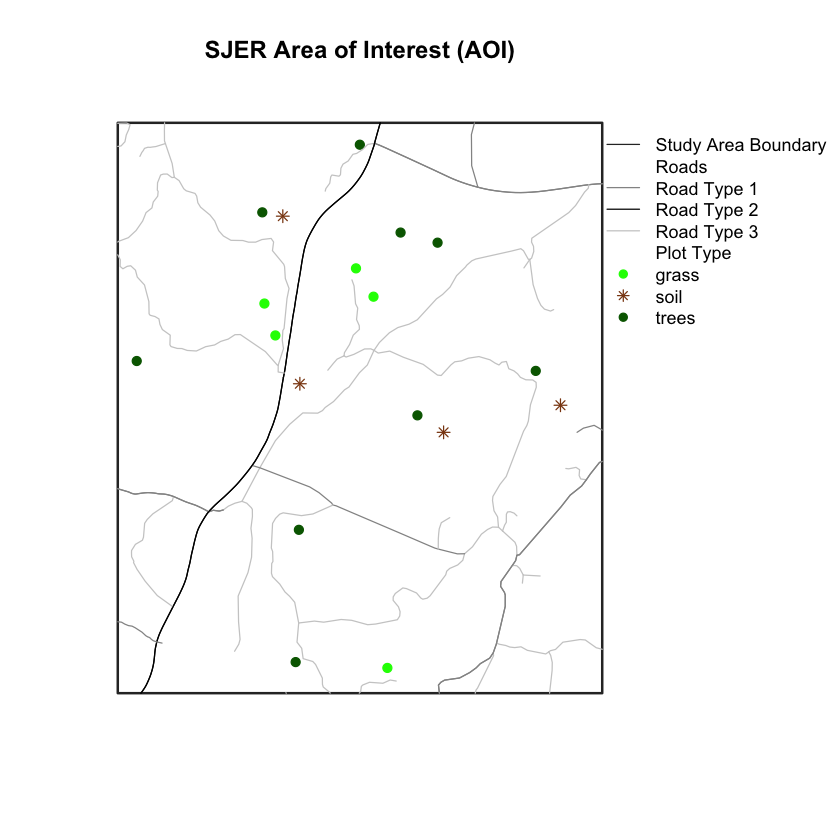 SJER Area of Interest (AOI)
Study Area Boundary
Roads
Road Type 1
Road Type 2
Road Type 3
Plot Type
grass
soil
trees